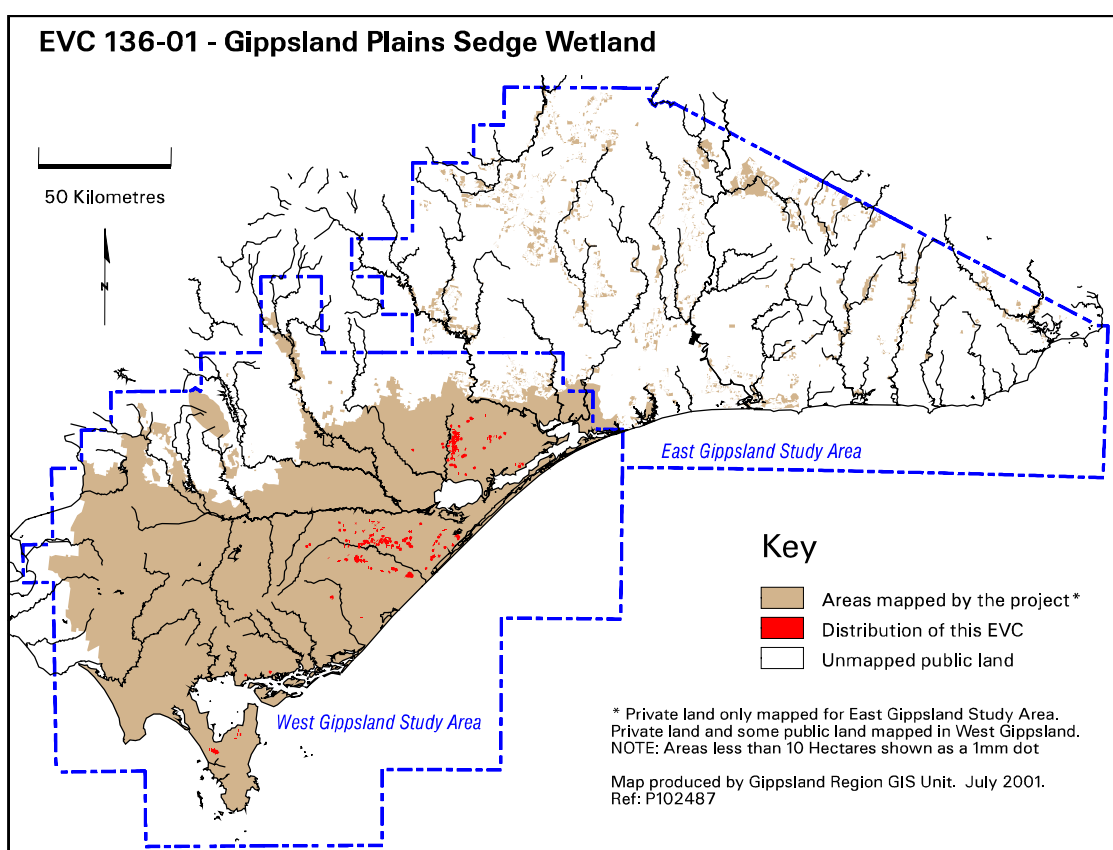 EVC 136-01 - Gippsland Plains Sedge Wetland
50 Kilometres
N
East Gippsland Study Area
West Gippsland Study Area
Key
Areas mapped by the project*
Distribution of this EVC
Unmapped public land
* Private land only mapped for East Gippsland Study Area.
Private land and some public land mapped in West Gippsland.
NOTE: Areas less than 10 Hectares shown as a 1mm dot
Map produced by Gippsland Region GIS Unit. July 2001.
Ref: P102487